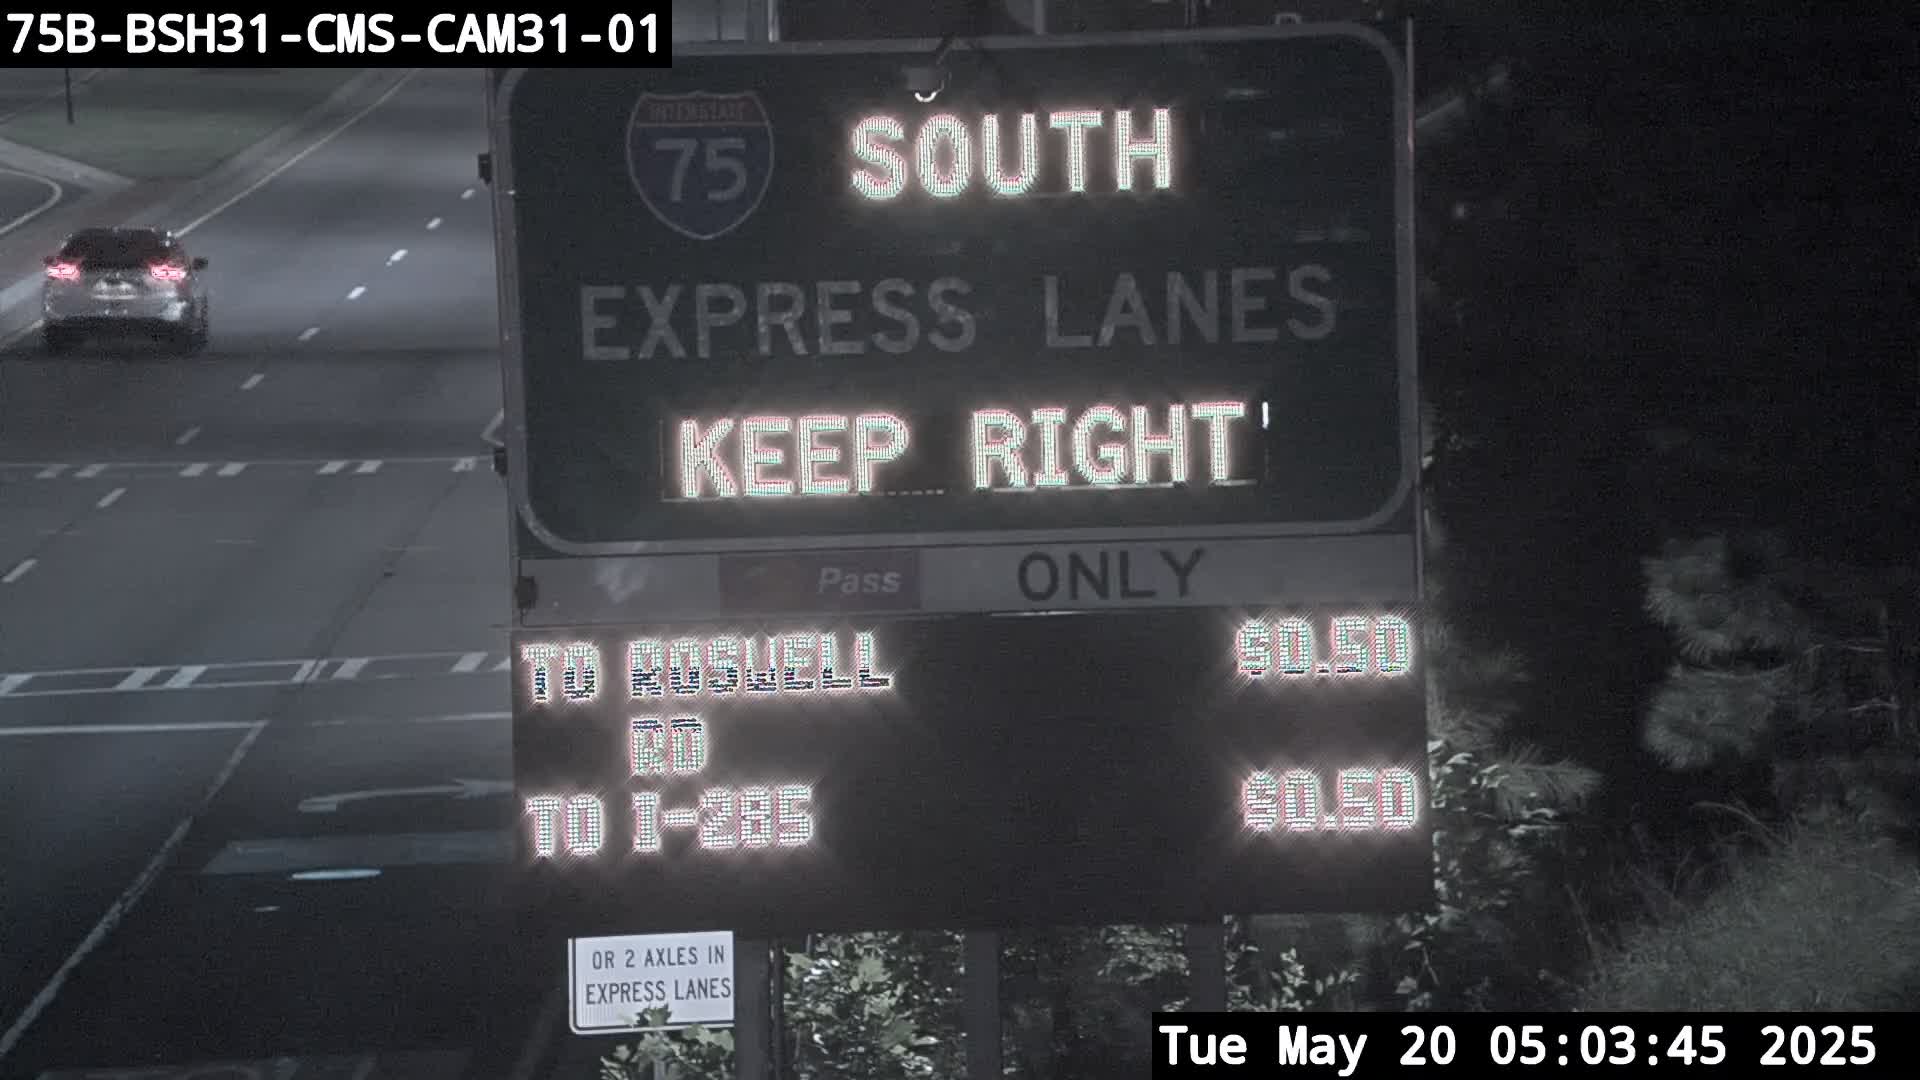 75B-BSH31-CMS-CAM31-01
INTERSTATE
75
SOUTH
EXPRESS LANES
KEEP RIGHT
Pass ONLY
TO ROSWELL $0.50
RD
TO I-285 $0.50
OR 2 AXLES IN
EXPRESS LANES
Tue May 20 05:03:45 2025